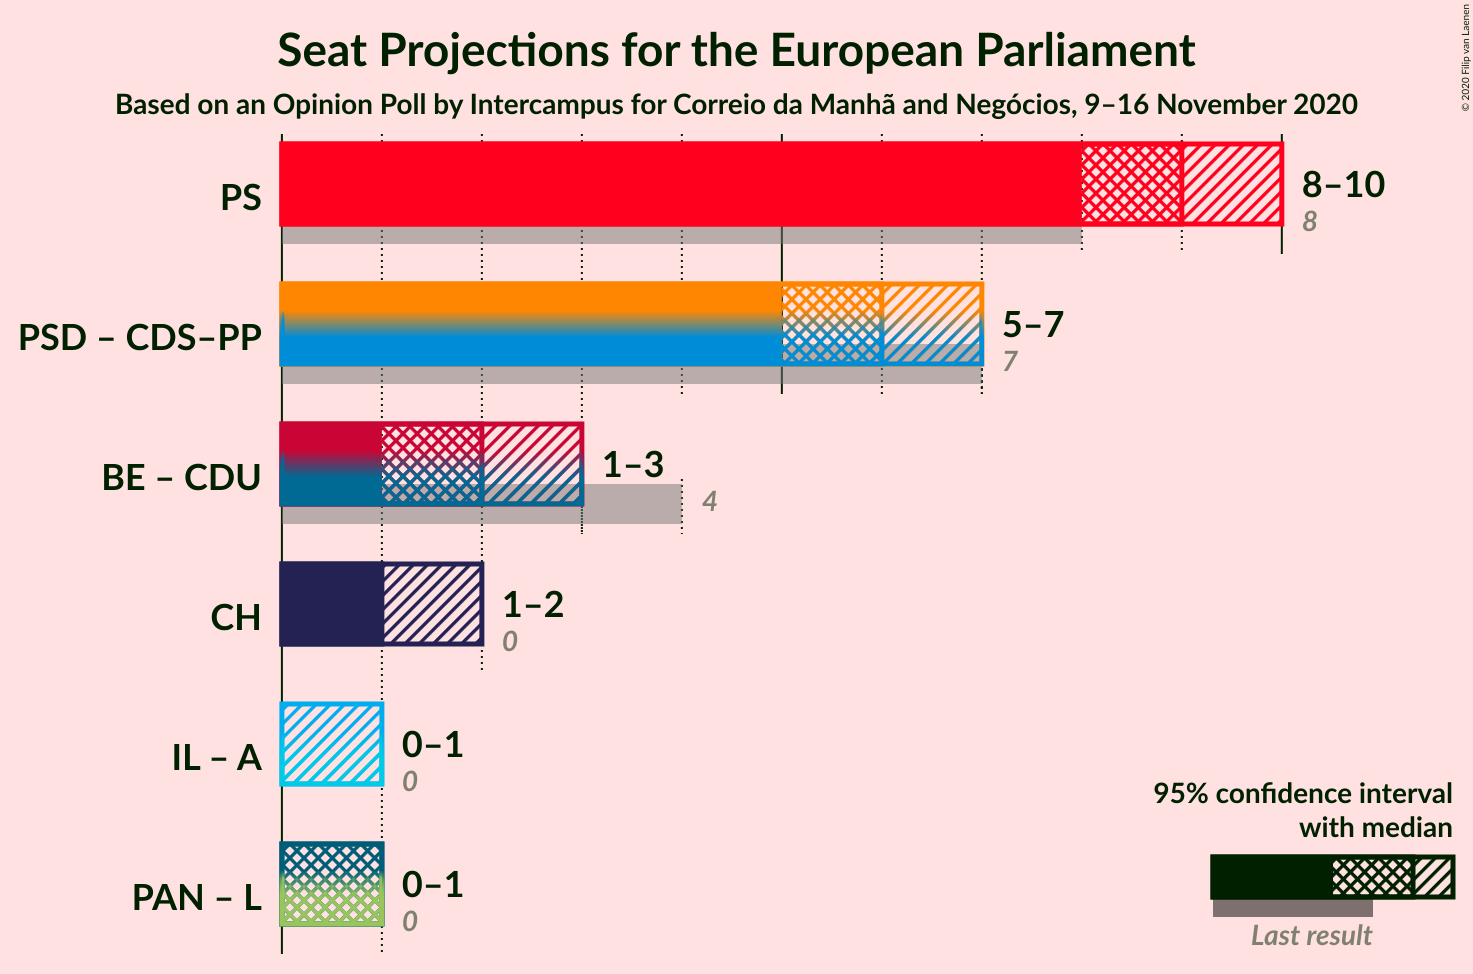 Seat Projections for the European Parliament
Based on an Opinion Poll by Intercampus for Correio da Manhã and Negócios, 9–16 November 2020
© 2020 Filip van Laenen
PS
8–10
8
PSD – CDS–PP
5–7
7
BE – CDU
1–3
4
CH
1–2
0
IL – A
0–1
0
PAN – L
0–1
0
95% confidence interval
with median
Last result